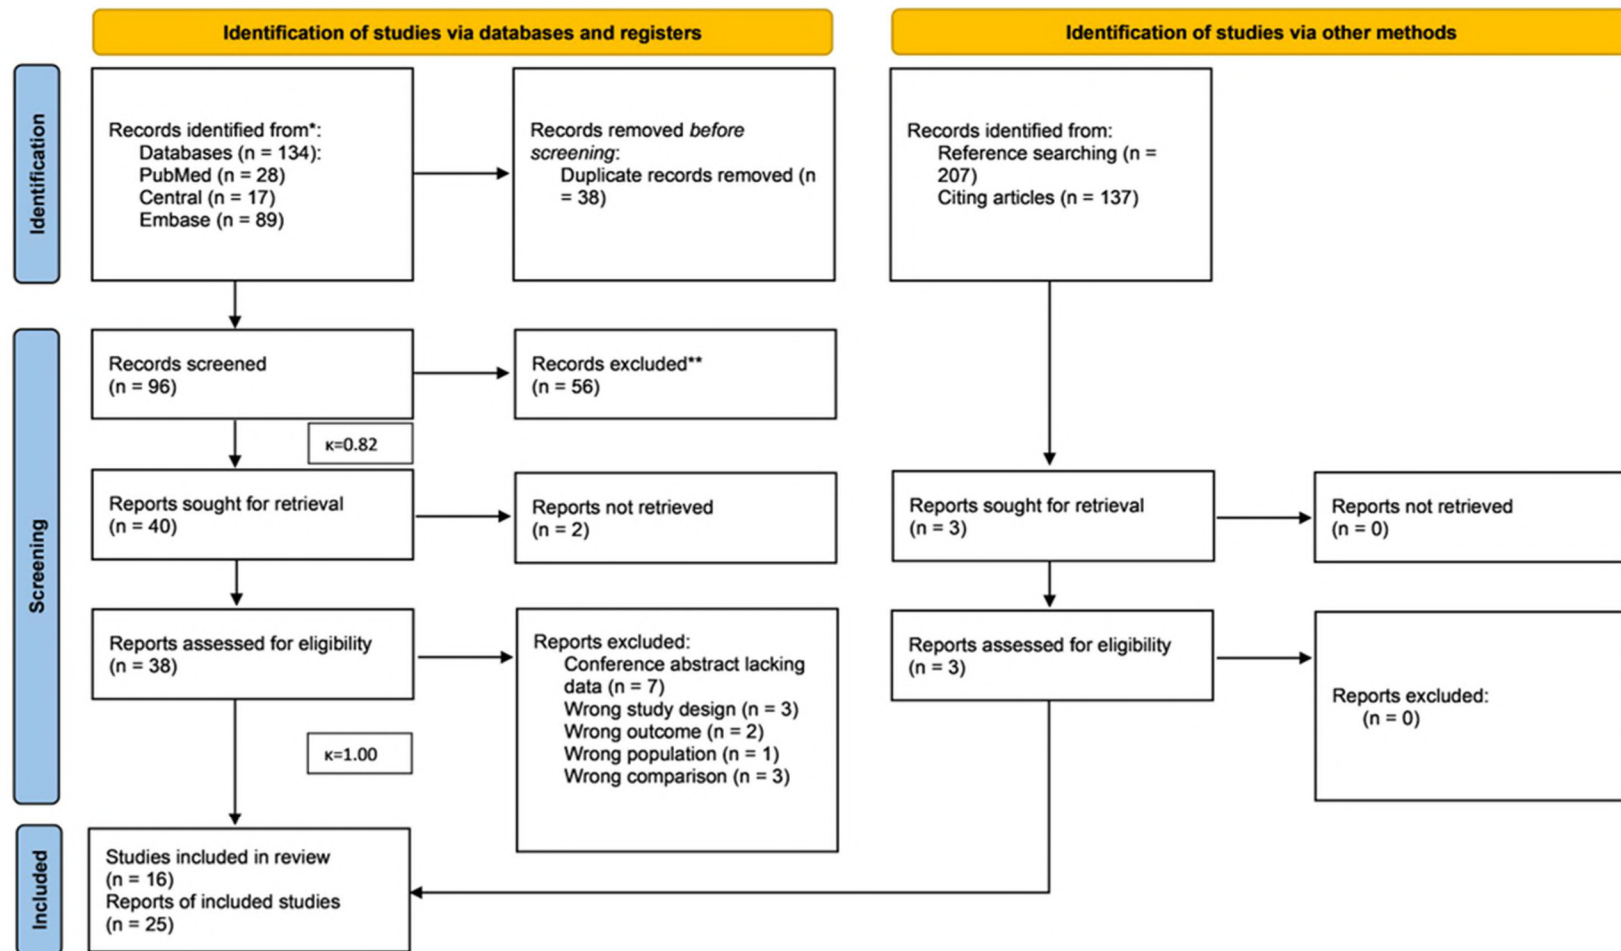 Identification of studies via databases and registers
Identification of studies via other methods
Identification
Records identified from*:
Databases (n = 134):
PubMed (n = 28)
Central (n = 17)
Embase (n = 89)
Records removed before
screening:
Duplicate records removed (n
= 38)
Records identified from:
Reference searching (n =
207)
Citing articles (n = 137)
Screening
Records screened
(n = 96)
Records excluded**
(n = 56)
κ=0.82
Reports sought for retrieval
(n = 40)
Reports not retrieved
(n = 2)
Reports sought for retrieval
(n = 3)
Reports not retrieved
(n = 0)
Reports assessed for eligibility
(n = 38)
Reports excluded:
Conference abstract lacking
data (n = 7)
Wrong study design (n = 3)
Wrong outcome (n = 2)
Wrong population (n = 1)
Wrong comparison (n = 3)
Reports assessed for eligibility
(n = 3)
Reports excluded:
(n = 0)
κ=1.00
Included
Studies included in review
(n = 16)
Reports of included studies
(n = 25)